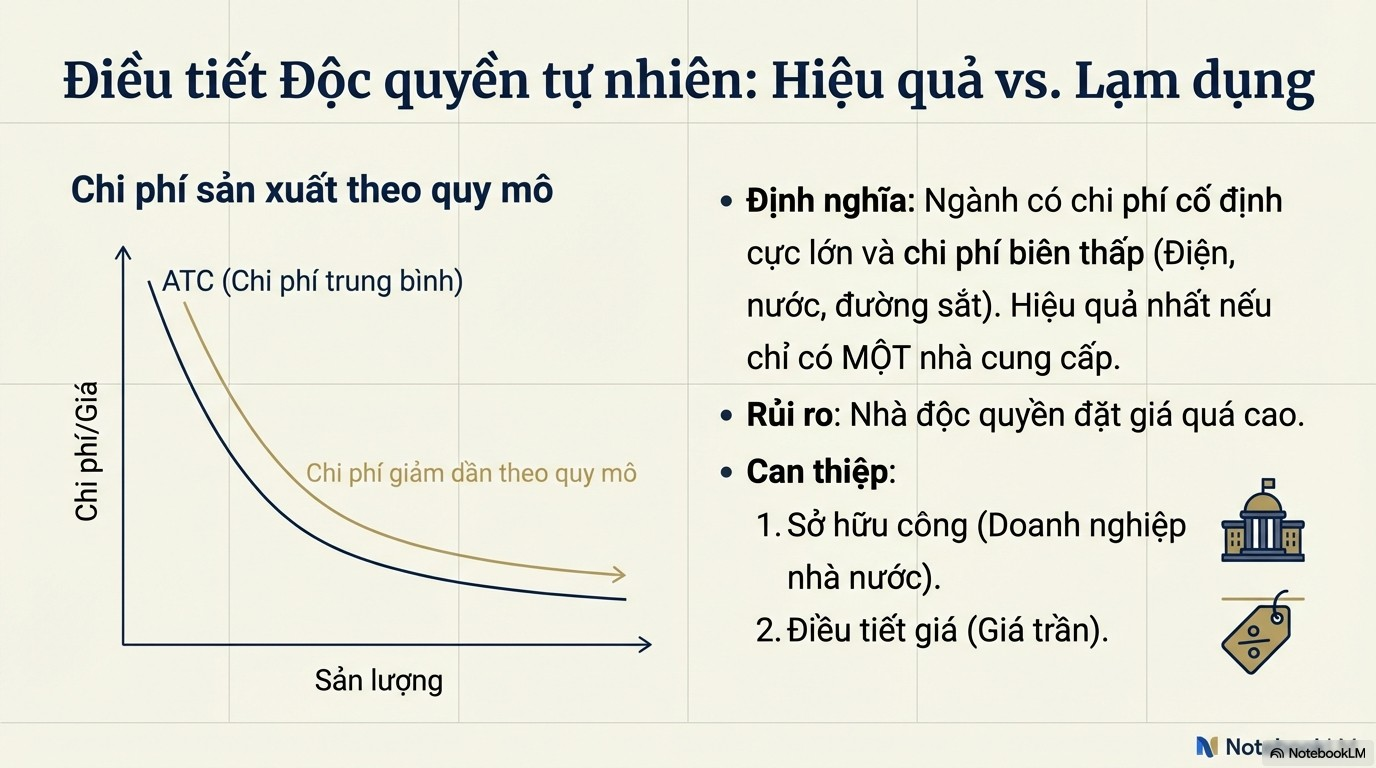 Điều tiết Độc quyền tự nhiên: Hiệu quả vs. Lạm dụng
Chi phí sản xuất theo quy mô
ATC (Chi phí trung bình)
Chi phí giảm dần theo quy mô
Chi phí/Giá
Sản lượng
• Định nghĩa: Ngành có chi phí cố định
cực lớn và chi phí biên thấp (Điện,
nước, đường sắt). Hiệu quả nhất nếu
chỉ có MỘT nhà cung cấp.
• Rủi ro: Nhà độc quyền đặt giá quá cao.
• Can thiệp:
1. Sở hữu công (Doanh nghiệp
nhà nước).
2. Điều tiết giá (Giá trần).
NotebookLM